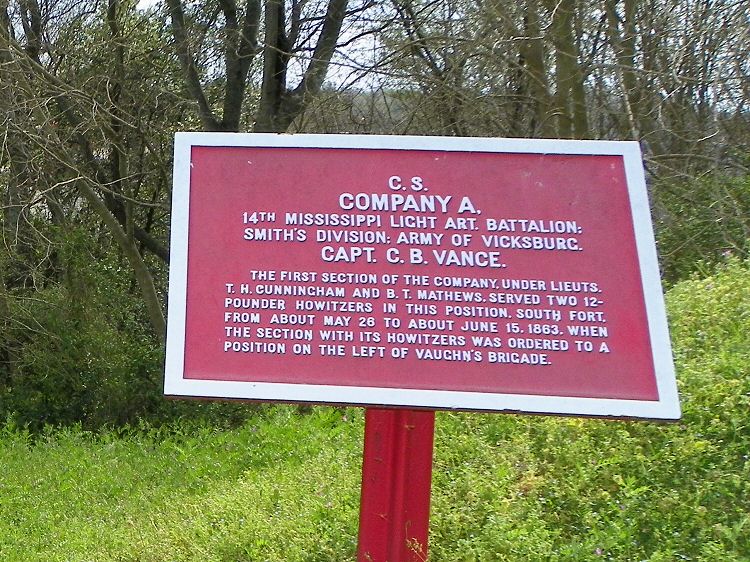 C. S.
COMPANY A,
14TH MISSISSIPPI LIGHT ART. BATTALION;
SMITH'S DIVISION; ARMY OF VICKSBURG.
CAPT. C. B. VANCE.
THE FIRST SECTION OF THE COMPANY, UNDER LIEUTS.
T. H. CUNNINGHAM AND B. T. MATHEWS, SERVED TWO 12-
POUNDER HOWITZERS IN THIS POSITION, SOUTH FORT,
FROM ABOUT MAY 26 TO ABOUT JUNE 15, 1863, WHEN
THE SECTION WITH ITS HOWITZERS WAS ORDERED TO A
POSITION ON THE LEFT OF VAUGHN'S BRIGADE.